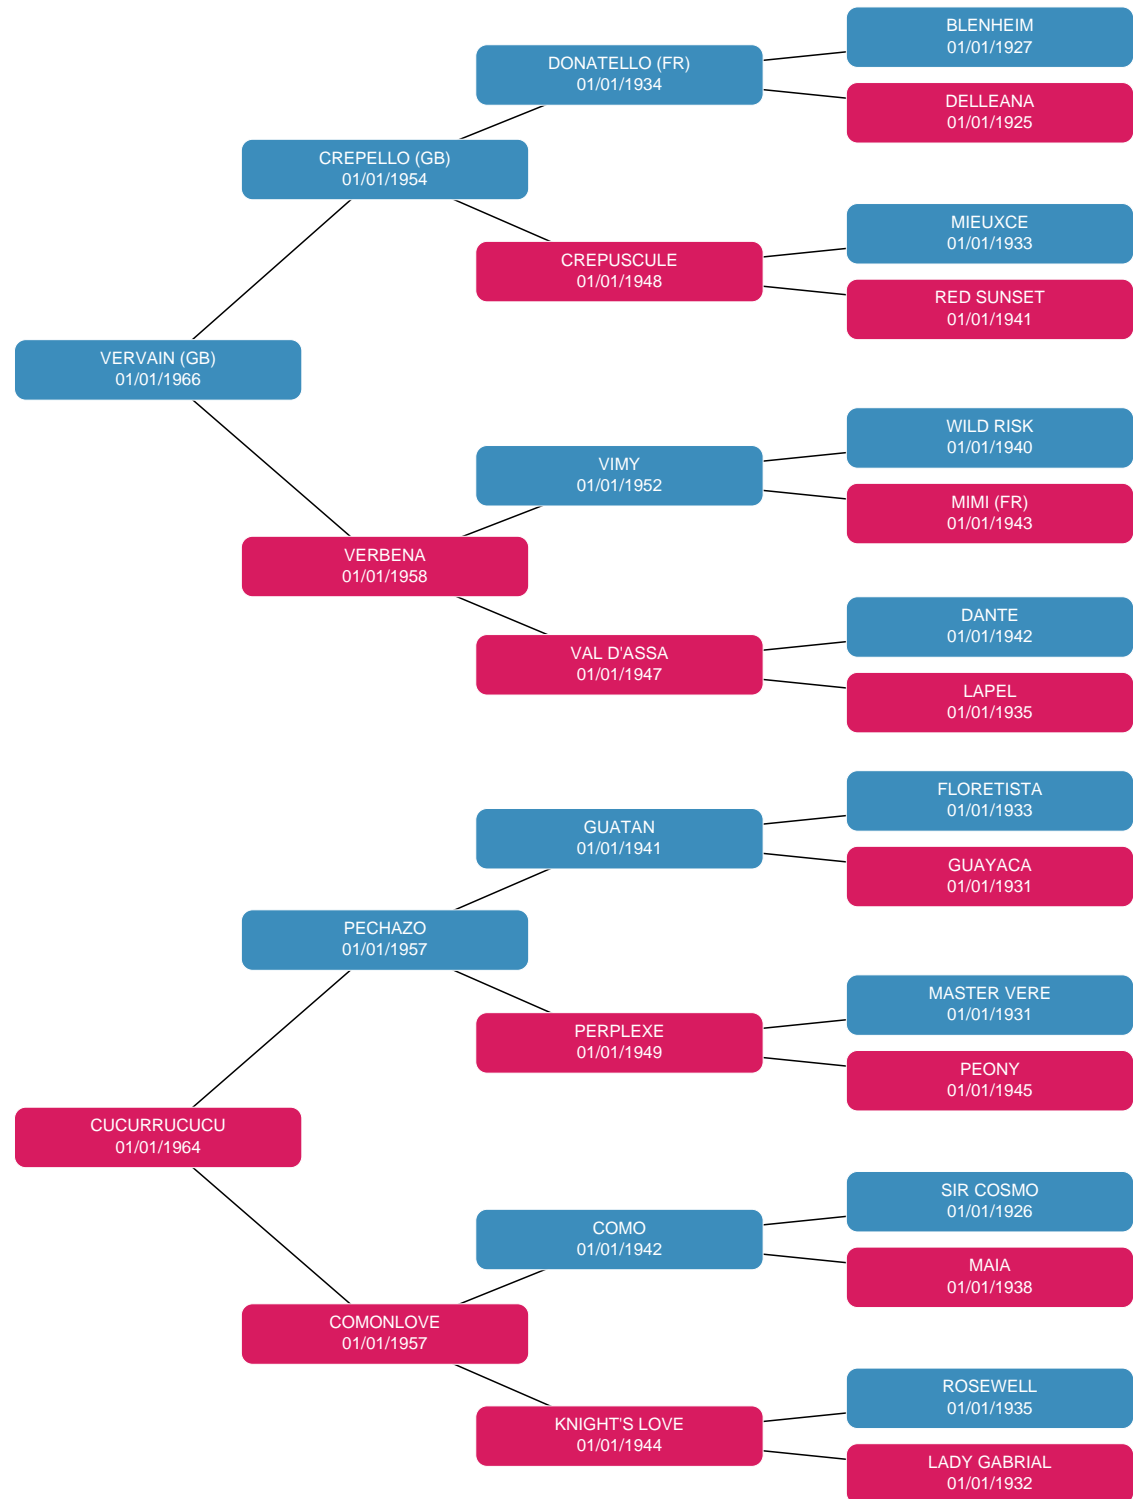 BLENHEIM
01/01/1927
DONATELLO (FR)
01/01/1934
DELLEANA
01/01/1925
CREPELLO (GB)
01/01/1954
MIEUXCE
01/01/1933
CREPUSCULE
01/01/1948
RED SUNSET
01/01/1941
VERVAIN (GB)
01/01/1966
WILD RISK
01/01/1940
VIMY
01/01/1952
MIMI (FR)
01/01/1943
VERBENA
01/01/1958
DANTE
01/01/1942
VAL D'ASSA
01/01/1947
LAPEL
01/01/1935
FLORETISTA
01/01/1933
GUATAN
01/01/1941
GUAYACA
01/01/1931
PECHAZO
01/01/1957
MASTER VERE
01/01/1931
PERPLEXE
01/01/1949
PEONY
01/01/1945
CUCURRUCUCU
01/01/1964
SIR COSMO
01/01/1926
COMO
01/01/1942
MAIA
01/01/1938
COMONLOVE
01/01/1957
ROSEWELL
01/01/1935
KNIGHT'S LOVE
01/01/1944
LADY GABRIAL
01/01/1932